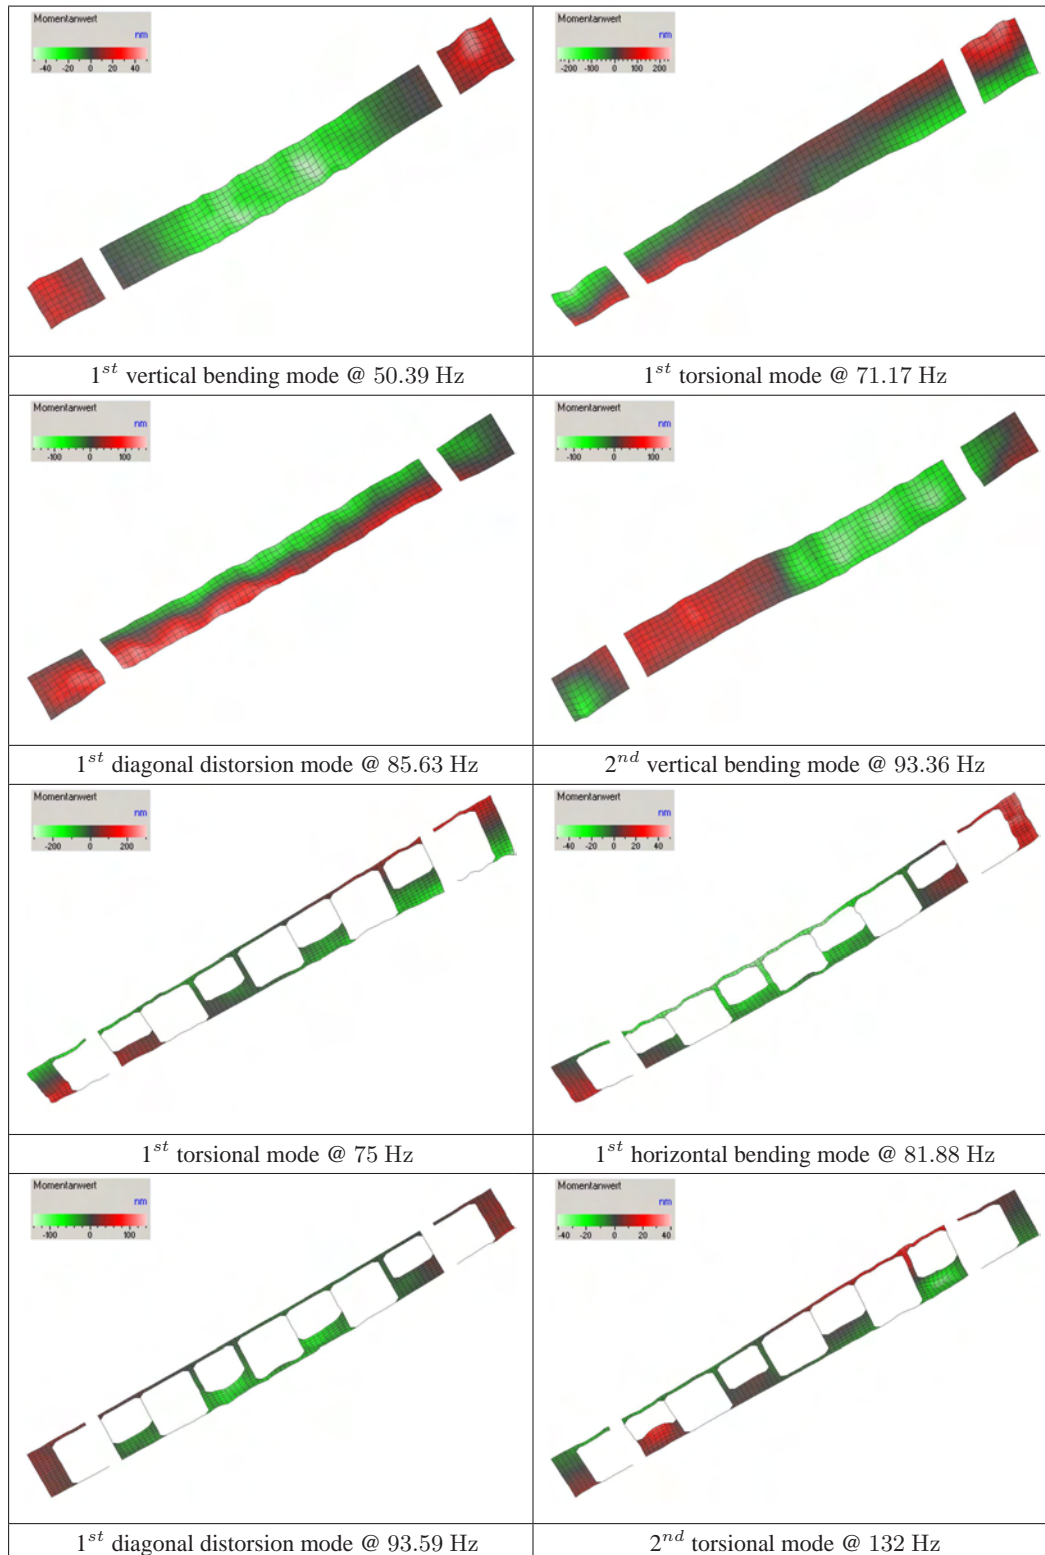 Momentanwert
nm
-40 -20 0 20 40
Momentanwert
nm
-200 -100 0 100 200
1st vertical bending mode @ 50.39 Hz
1st torsional mode @ 71.17 Hz
Momentanwert
nm
-100 0 100
Momentanwert
nm
-100 0 100
1st diagonal distorsion mode @ 85.63 Hz
2nd vertical bending mode @ 93.36 Hz
Momentanwert
nm
-200 0 200
Momentanwert
nm
-40 -20 0 20 40
1st torsional mode @ 75 Hz
1st horizontal bending mode @ 81.88 Hz
Momentanwert
nm
-100 0 100
Momentanwert
nm
-40 -20 0 20 40
1st diagonal distorsion mode @ 93.59 Hz
2nd torsional mode @ 132 Hz